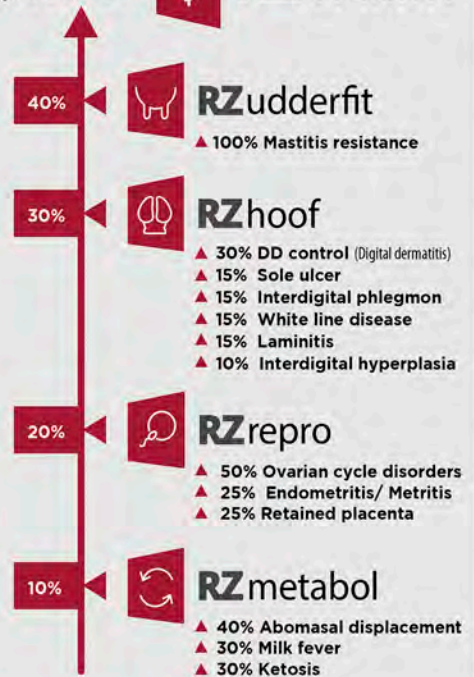 40%
RZudderfit
▲ 100% Mastitis resistance
30%
RZhoof
▲ 30% DD control (Digital dermatitis)
▲ 15% Sole ulcer
▲ 15% Interdigital phlegmon
▲ 15% White line disease
▲ 15% Laminitis
▲ 10% Interdigital hyperplasia
20%
RZrepro
▲ 50% Ovarian cycle disorders
▲ 25% Endometritis/ Metritis
▲ 25% Retained placenta
10%
RZmetabol
▲ 40% Abomasal displacement
▲ 30% Milk fever
▲ 30% Ketosis